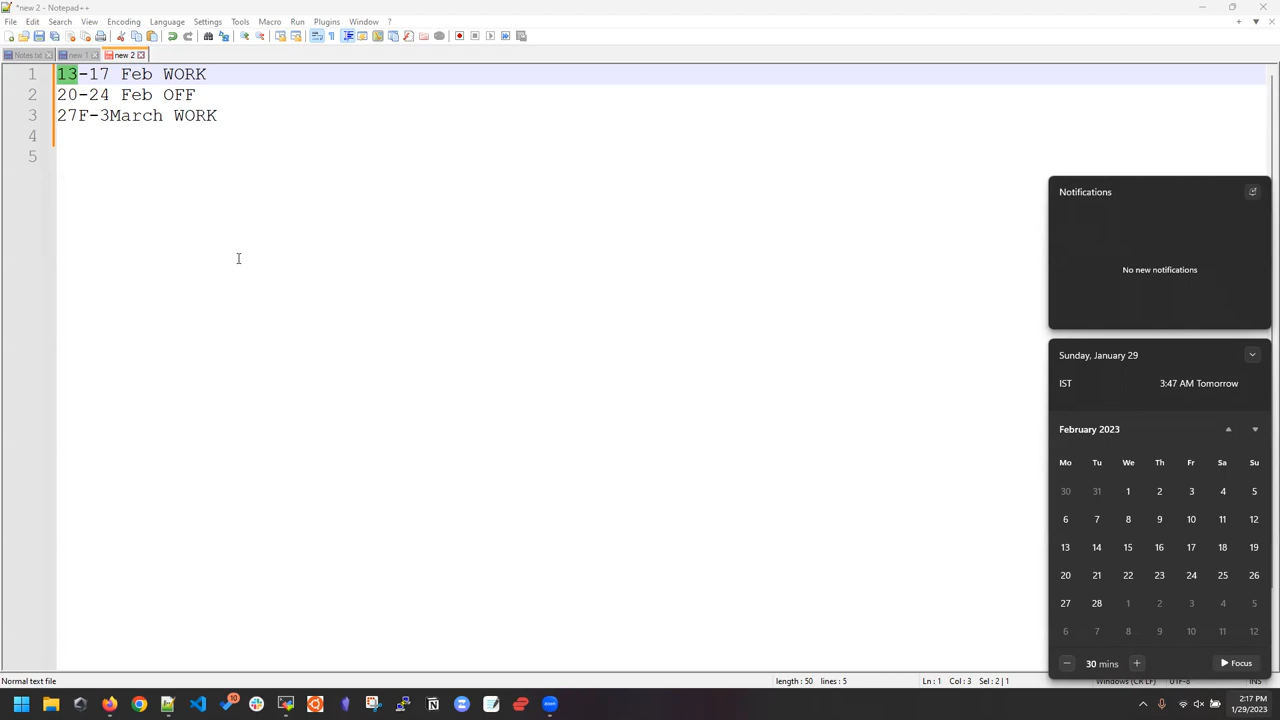 *new 2 - Notepad++
File Edit Search View Encoding Language Settings Tools Macro Run Plugins Window ?
Notes.txt new 1 new 2
1 13-17 Feb WORK
2 20-24 Feb OFF
3 27F-3March WORK
4
5
Notifications
No new notifications
Sunday, January 29
IST 3:47 AM Tomorrow
February 2023
Mo Tu We Th Fr Sa Su
30 31 1 2 3 4 5
6 7 8 9 10 11 12
13 14 15 16 17 18 19
20 21 22 23 24 25 26
27 28 1 2 3 4 5
6 7 8 9 10 11 12
30 mins Focus
Normal text file length : 50 lines : 5 Ln : 1 Col : 3 Sel : 2 | 1 Windows (CR LF) UTF-8 INS
10
2:17 PM
1/29/2023